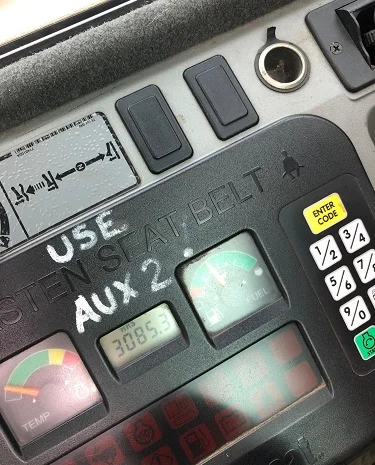 USE
FASTEN SEAT BELT
AUX 2
ENTER
CODE
1/2 3/4
5/6 7/8
9/0
HRS
3085.3
FUEL
TEMP